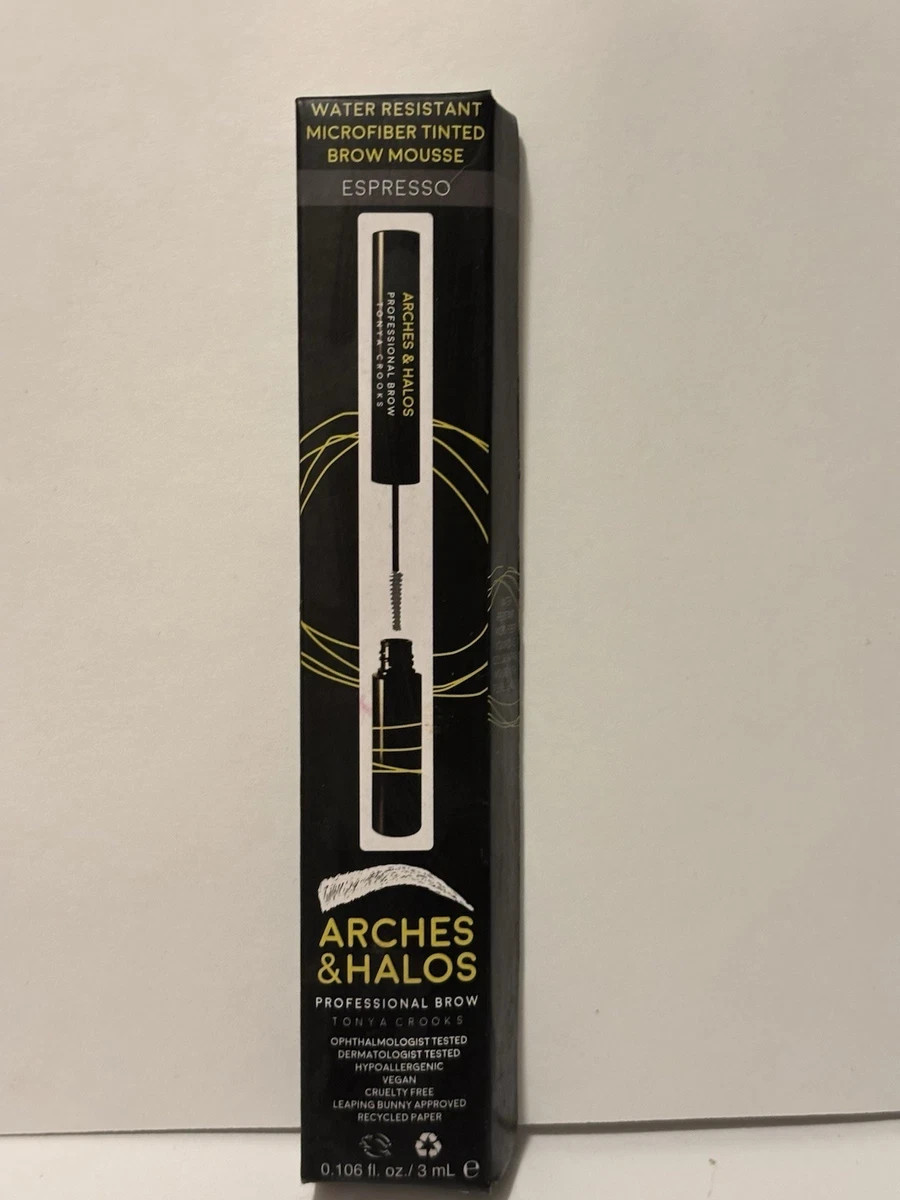 WATER RESISTANT
MICROFIBER TINTED
BROW MOUSSE
ESPRESSO
ARCHES & HALOS
PROFESSIONAL BROW
TONYA CROOKS
ARCHES
&HALOS
PROFESSIONAL BROW
TONYA CROOKS
OPHTHALMOLOGIST TESTED
DERMATOLOGIST TESTED
HYPOALLERGENIC
VEGAN
CRUELTY FREE
LEAPING BUNNY APPROVED
RECYCLED PAPER
0.106 fl. oz./ 3 mL ℮